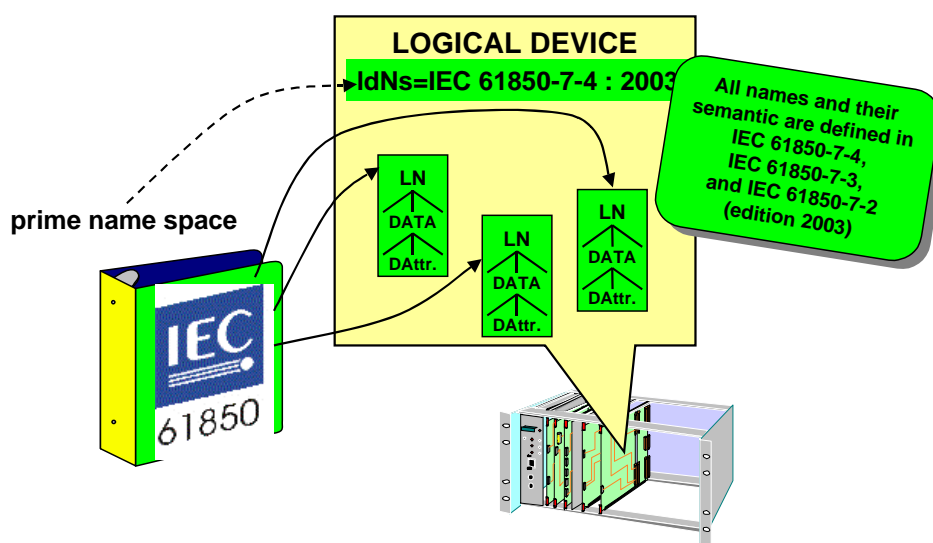 LOGICAL DEVICE
ldNs=IEC 61850-7-4 : 2003
All names and their
semantic are defined in
IEC 61850-7-4,
IEC 61850-7-3,
and IEC 61850-7-2
(edition 2003)
prime name space
LN
DATA
DAttr.
LN
DATA
DAttr.
LN
DATA
DAttr.
IEC
61850